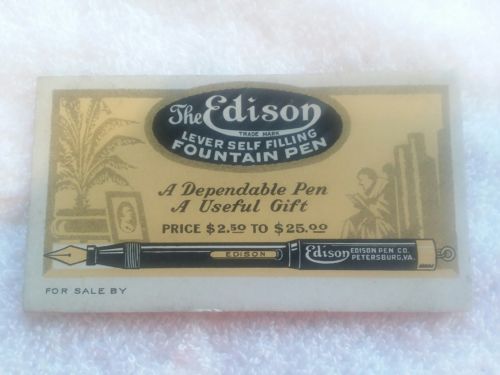 The Edison
TRADE MARK
LEVER SELF FILLING
FOUNTAIN PEN
A Dependable Pen
A Useful Gift
PRICE $2.50 TO $25.00
EDISON
Edison
EDISON PEN CO.
PETERSBURG, VA.
FOR SALE BY